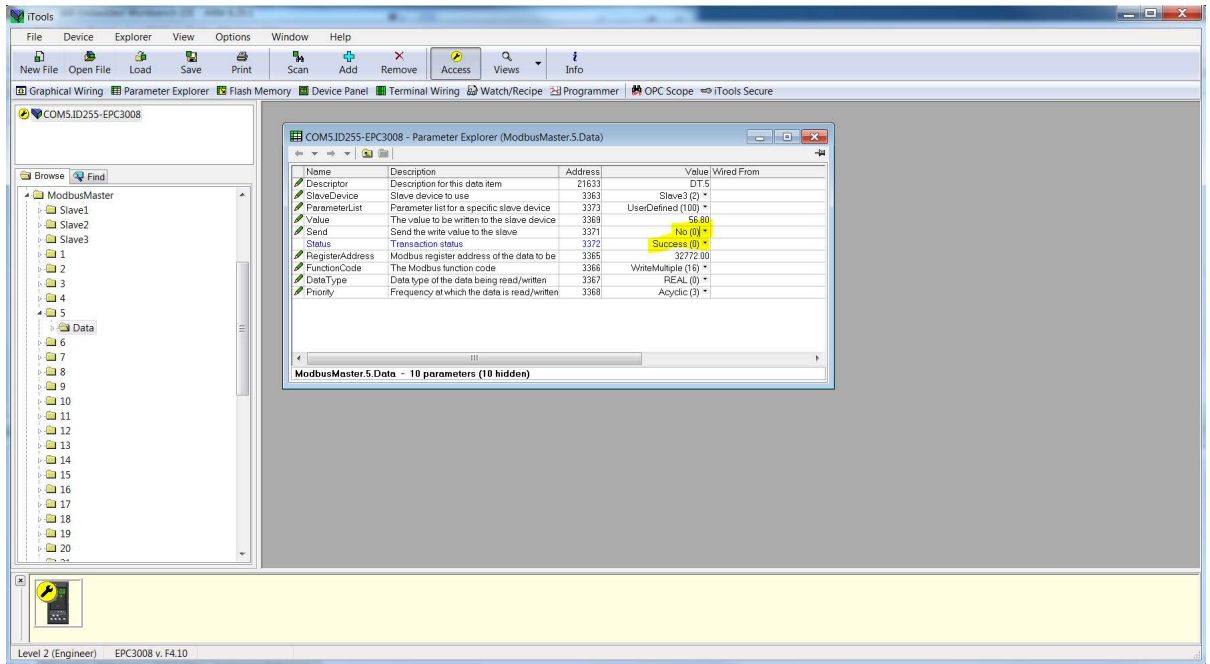 iTools
File Device Explorer View Options Window Help
New File Open File Load Save Print Scan Add Remove Access Views Info
Graphical Wiring Parameter Explorer Flash Memory Device Panel Terminal Wiring Watch/Recipe Programmer OPC Scope iTools Secure
COM5.ID255-EPC3008
Browse Find
ModbusMaster
Slave1
Slave2
Slave3
1
2
3
4
5
Data
6
7
8
9
10
11
12
13
14
15
16
17
18
19
20
COM5.ID255-EPC3008 - Parameter Explorer (ModbusMaster.5.Data)
Name Description Address Value Wired From
Descriptor Description for this data item 21633 DT.5
SlaveDevice Slave device to use 3363 Slave3 (2)
ParameterList Parameter list for a specific slave device 3373 UserDefined (100)
Value The value to be written to the slave device 3369 56.80
Send Send the write value to the slave 3371 No (0)
Status Transaction status 3372 Success (0)
RegisterAddress Modbus register address of the data to be 3365 32772.00
FunctionCode The Modbus function code 3366 WriteMultiple (16)
DataType Data type of the data being read/written 3367 REAL (0)
Priority Frequency at which the data is read/written 3368 Acyclic (3)
ModbusMaster.5.Data - 10 parameters (10 hidden)
Level 2 (Engineer) EPC3008 v. F4.10